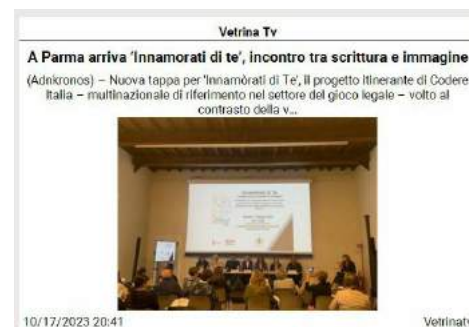 Vetrina Tv
A Parma arriva 'Innamorati di te', incontro tra scrittura e immagine
(Adnkronos) – Nuova tappa per 'Innamòrati di Te', il progetto itinerante di Codere
Italia – multinazionale di riferimento nel settore del gioco legale – volto al
contrasto della v...
10/17/2023 20:41
Vetrinatv